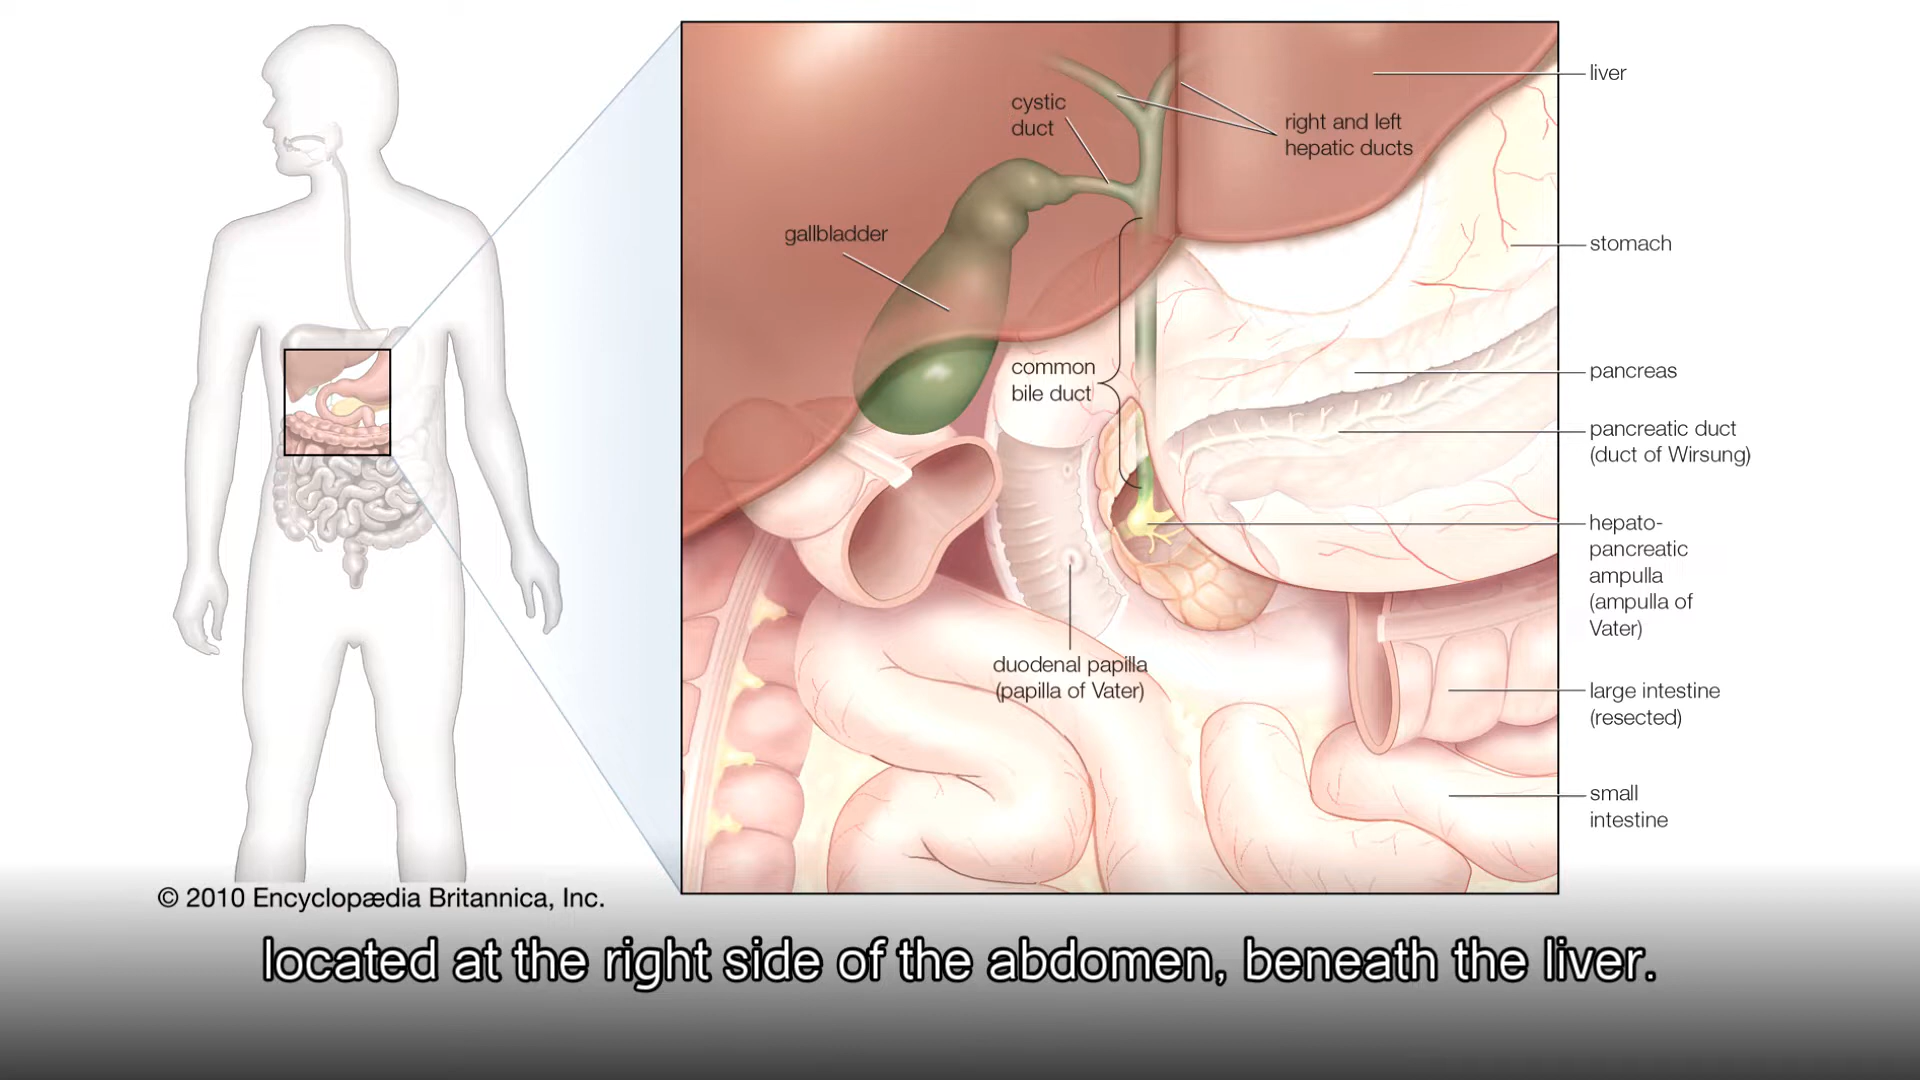 liver
cystic
duct
right and left
hepatic ducts
gallbladder
stomach
common
bile duct
pancreas
pancreatic duct
(duct of Wirsung)
hepato-
pancreatic
ampulla
(ampulla of
Vater)
duodenal papilla
(papilla of Vater)
large intestine
(resected)
small
intestine
© 2010 Encyclopædia Britannica, Inc.
located at the right side of the abdomen, beneath the liver.